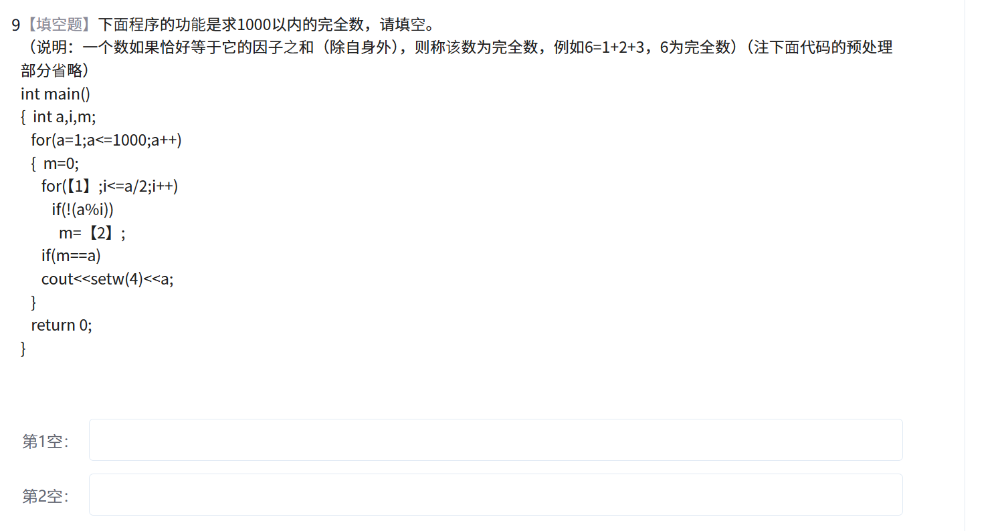 9【填空题】下面程序的功能是求1000以内的完全数，请填空。
（说明：一个数如果恰好等于它的因子之和（除自身外），则称该数为完全数，例如6=1+2+3，6为完全数）（注下面代码的预处理
部分省略）
int main()
{ int a,i,m;
for(a=1;a<=1000;a++)
{ m=0;
for(【1】;i<=a/2;i++)
if(!(a%i))
m=【2】;
if(m==a)
cout<<setw(4)<<a;
}
return 0;
}
第1空：
第2空：